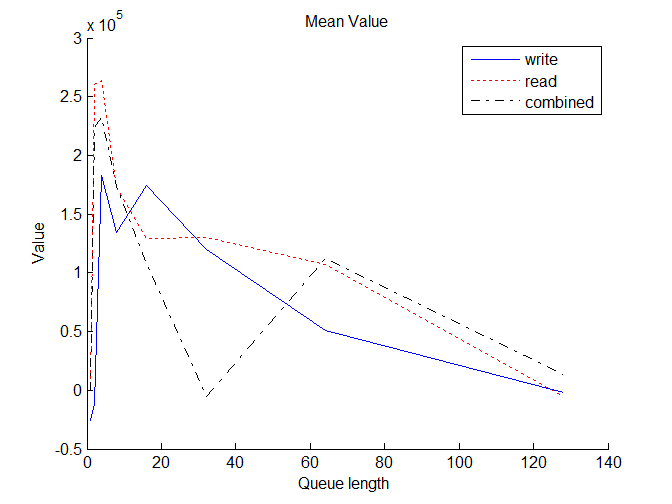 Mean Value
x 10^5
3
2.5
2
1.5
1
0.5
0
-0.5
Value
0 20 40 60 80 100 120 140
Queue length
write
read
combined